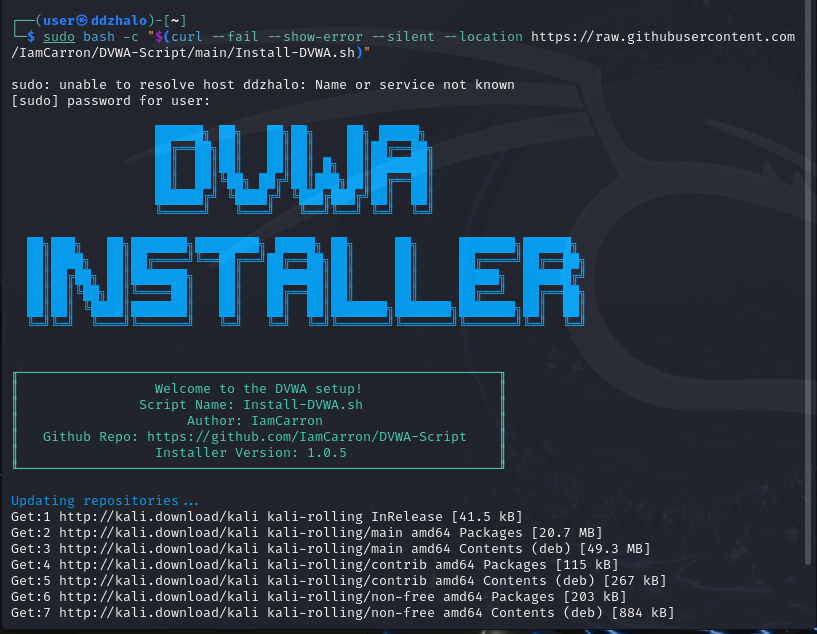 ┌──(user㉿ddzhalo)-[~]
└─$ sudo bash -c "$(curl --fail --show-error --silent --location https://raw.githubusercontent.com
/IamCarron/DVWA-Script/main/Install-DVWA.sh)"
sudo: unable to resolve host ddzhalo: Name or service not known
[sudo] password for user:
DVWA
INSTALLER
Welcome to the DVWA setup!
Script Name: Install-DVWA.sh
Author: IamCarron
Github Repo: https://github.com/IamCarron/DVWA-Script
Installer Version: 1.0.5
Updating repositories...
Get:1 http://kali.download/kali kali-rolling InRelease [41.5 kB]
Get:2 http://kali.download/kali kali-rolling/main amd64 Packages [20.7 MB]
Get:3 http://kali.download/kali kali-rolling/main amd64 Contents (deb) [49.3 MB]
Get:4 http://kali.download/kali kali-rolling/contrib amd64 Packages [115 kB]
Get:5 http://kali.download/kali kali-rolling/contrib amd64 Contents (deb) [267 kB]
Get:6 http://kali.download/kali kali-rolling/non-free amd64 Packages [203 kB]
Get:7 http://kali.download/kali kali-rolling/non-free amd64 Contents (deb) [884 kB]